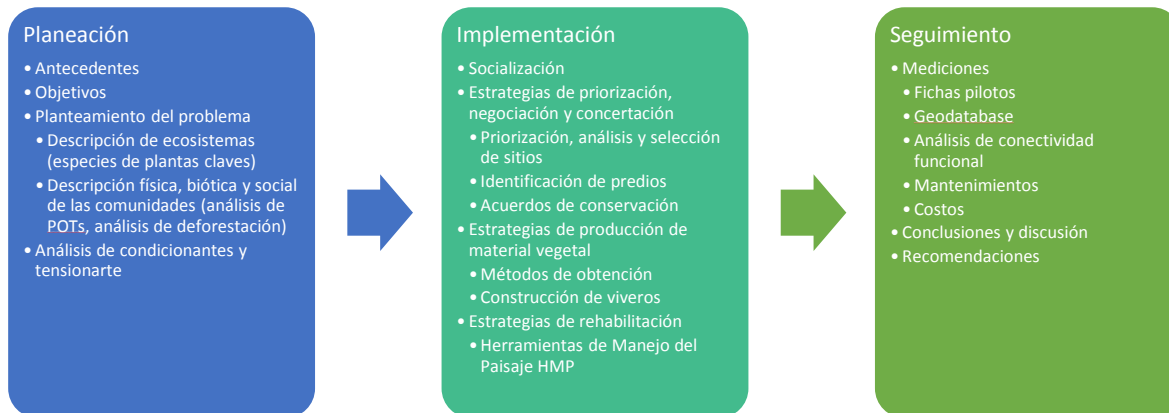 Planeación
• Antecedentes
• Objetivos
• Planteamiento del problema
• Descripción de ecosistemas
(especies de plantas claves)
• Descripción física, biótica y social
de las comunidades (análisis de
POTs, análisis de deforestación)
• Análisis de condicionantes y
tensionarte
Implementación
• Socialización
• Estrategias de priorización,
negociación y concertación
• Priorización, análisis y selección
de sitios
• Identificación de predios
• Acuerdos de conservación
• Estrategias de producción de
material vegetal
• Métodos de obtención
• Construcción de viveros
• Estrategias de rehabilitación
• Herramientas de Manejo del
Paisaje HMP
Seguimiento
• Mediciones
• Fichas pilotos
• Geodatabase
• Análisis de conectividad
funcional
• Mantenimientos
• Costos
• Conclusiones y discusión
• Recomendaciones